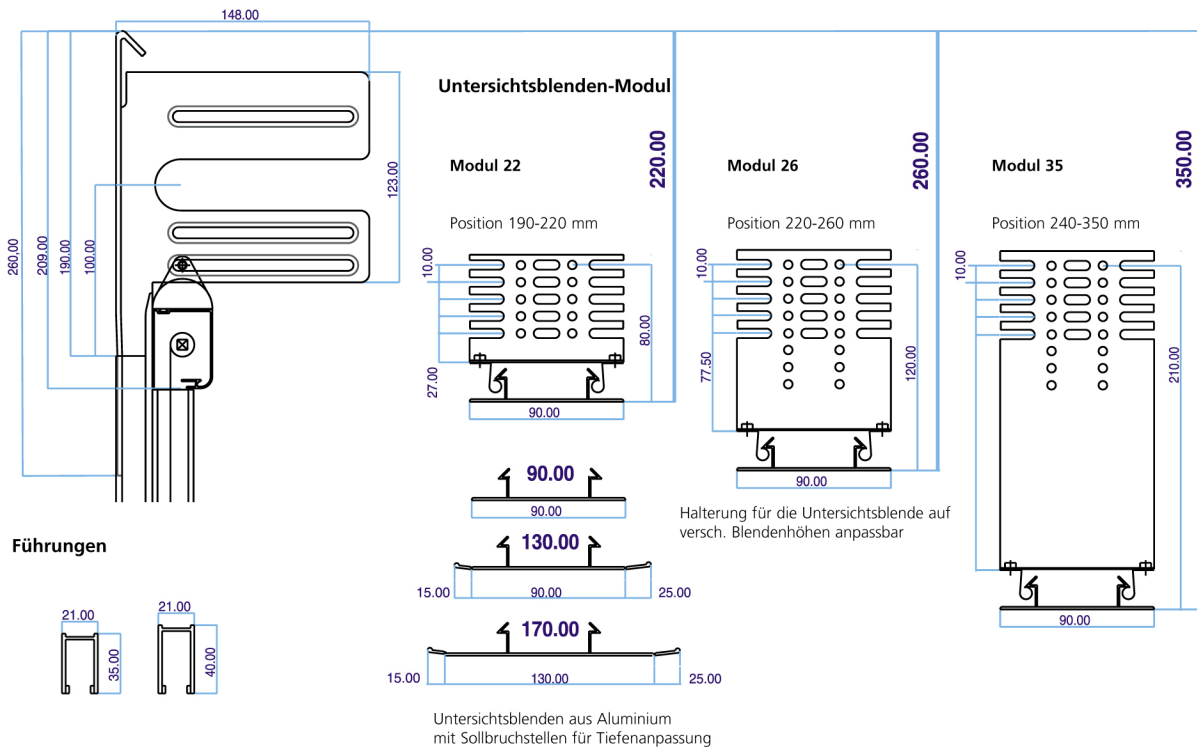 148.00
260.00
209.00
190.00
100.00
123.00
Untersichtsblenden-Modul
220.00
260.00
350.00
Modul 22
Modul 26
Modul 35
Position 190-220 mm
Position 220-260 mm
Position 240-350 mm
10.00
27.00
80.00
90.00
10.00
77.50
120.00
90.00
10.00
210.00
90.00
90.00
90.00
130.00
15.00
90.00
25.00
170.00
15.00
130.00
25.00
Halterung für die Untersichtsblende auf
versch. Blendenhöhen anpassbar
Führungen
21.00
35.00
21.00
40.00
Untersichtsblenden aus Aluminium
mit Sollbruchstellen für Tiefenanpassung